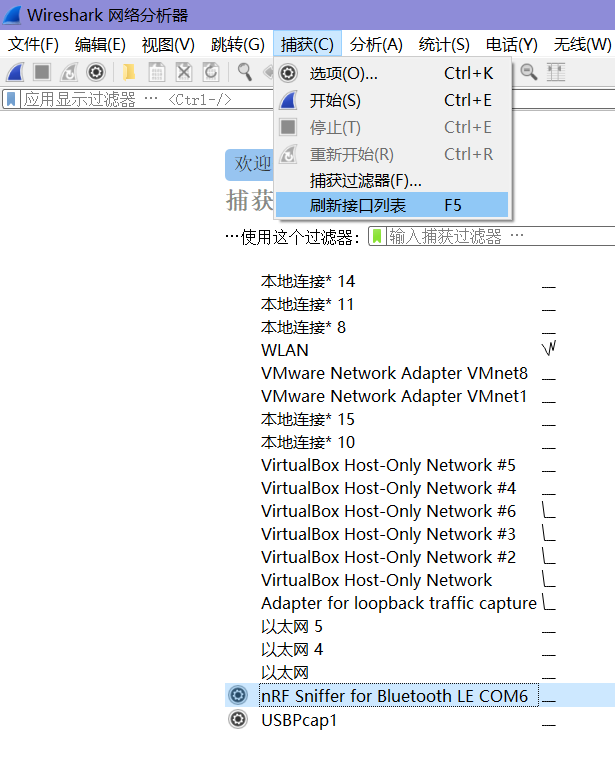 Wireshark 网络分析器
文件(F) 编辑(E) 视图(V) 跳转(G) 捕获(C) 分析(A) 统计(S) 电话(Y) 无线(W)
选项(O)... Ctrl+K
应用显示过滤器 … <Ctrl-/>
开始(S) Ctrl+E
停止(T) Ctrl+E
重新开始(R) Ctrl+R
欢迎
捕获过滤器(F)...
捕获
刷新接口列表 F5
…使用这个过滤器: 输入捕获过滤器 …
本地连接* 14
本地连接* 11
本地连接* 8
WLAN
VMware Network Adapter VMnet8
VMware Network Adapter VMnet1
本地连接* 15
本地连接* 10
VirtualBox Host-Only Network #5
VirtualBox Host-Only Network #4
VirtualBox Host-Only Network #6
VirtualBox Host-Only Network #3
VirtualBox Host-Only Network #2
VirtualBox Host-Only Network
Adapter for loopback traffic capture
以太网 5
以太网 4
以太网
nRF Sniffer for Bluetooth LE COM6
USBPcap1